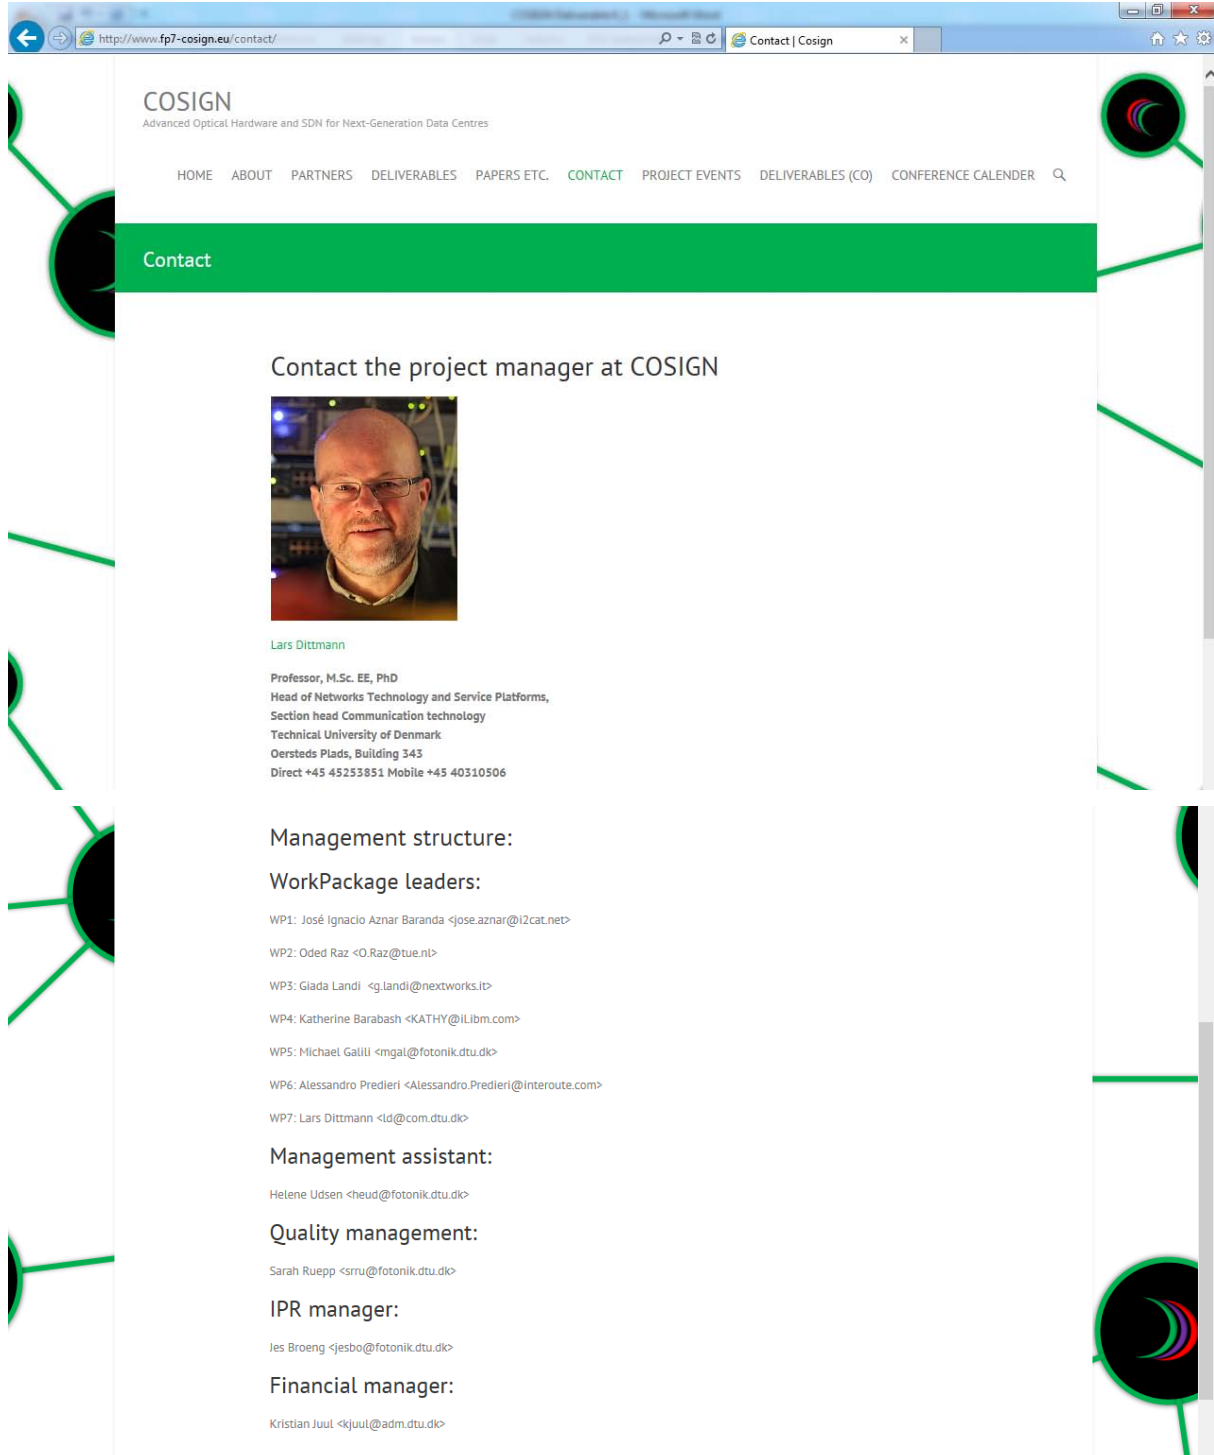 http://www.fp7-cosign.eu/contact/
Contact | Cosign
COSIGN
Advanced Optical Hardware and SDN for Next-Generation Data Centres
HOME ABOUT PARTNERS DELIVERABLES PAPERS ETC. CONTACT PROJECT EVENTS DELIVERABLES (CO) CONFERENCE CALENDER
Contact
Contact the project manager at COSIGN
Lars Dittmann
Professor, M.Sc. EE, PhD
Head of Networks Technology and Service Platforms,
Section head Communication technology
Technical University of Denmark
Oersteds Plads, Building 343
Direct +45 45253851 Mobile +45 40310506
Management structure:
WorkPackage leaders:
WP1: José Ignacio Aznar Baranda <jose.aznar@i2cat.net>
WP2: Oded Raz <O.Raz@tue.nl>
WP3: Giada Landi <g.landi@nextworks.it>
WP4: Katherine Barabash <KATHY@il.ibm.com>
WP5: Michael Galili <mgal@fotonik.dtu.dk>
WP6: Alessandro Predieri <Alessandro.Predieri@interoute.com>
WP7: Lars Dittmann <ld@com.dtu.dk>
Management assistant:
Helene Udsen <heud@fotonik.dtu.dk>
Quality management:
Sarah Ruepp <srru@fotonik.dtu.dk>
IPR manager:
Jes Broeng <jesbo@fotonik.dtu.dk>
Financial manager:
Kristian Juul <kjuul@adm.dtu.dk>